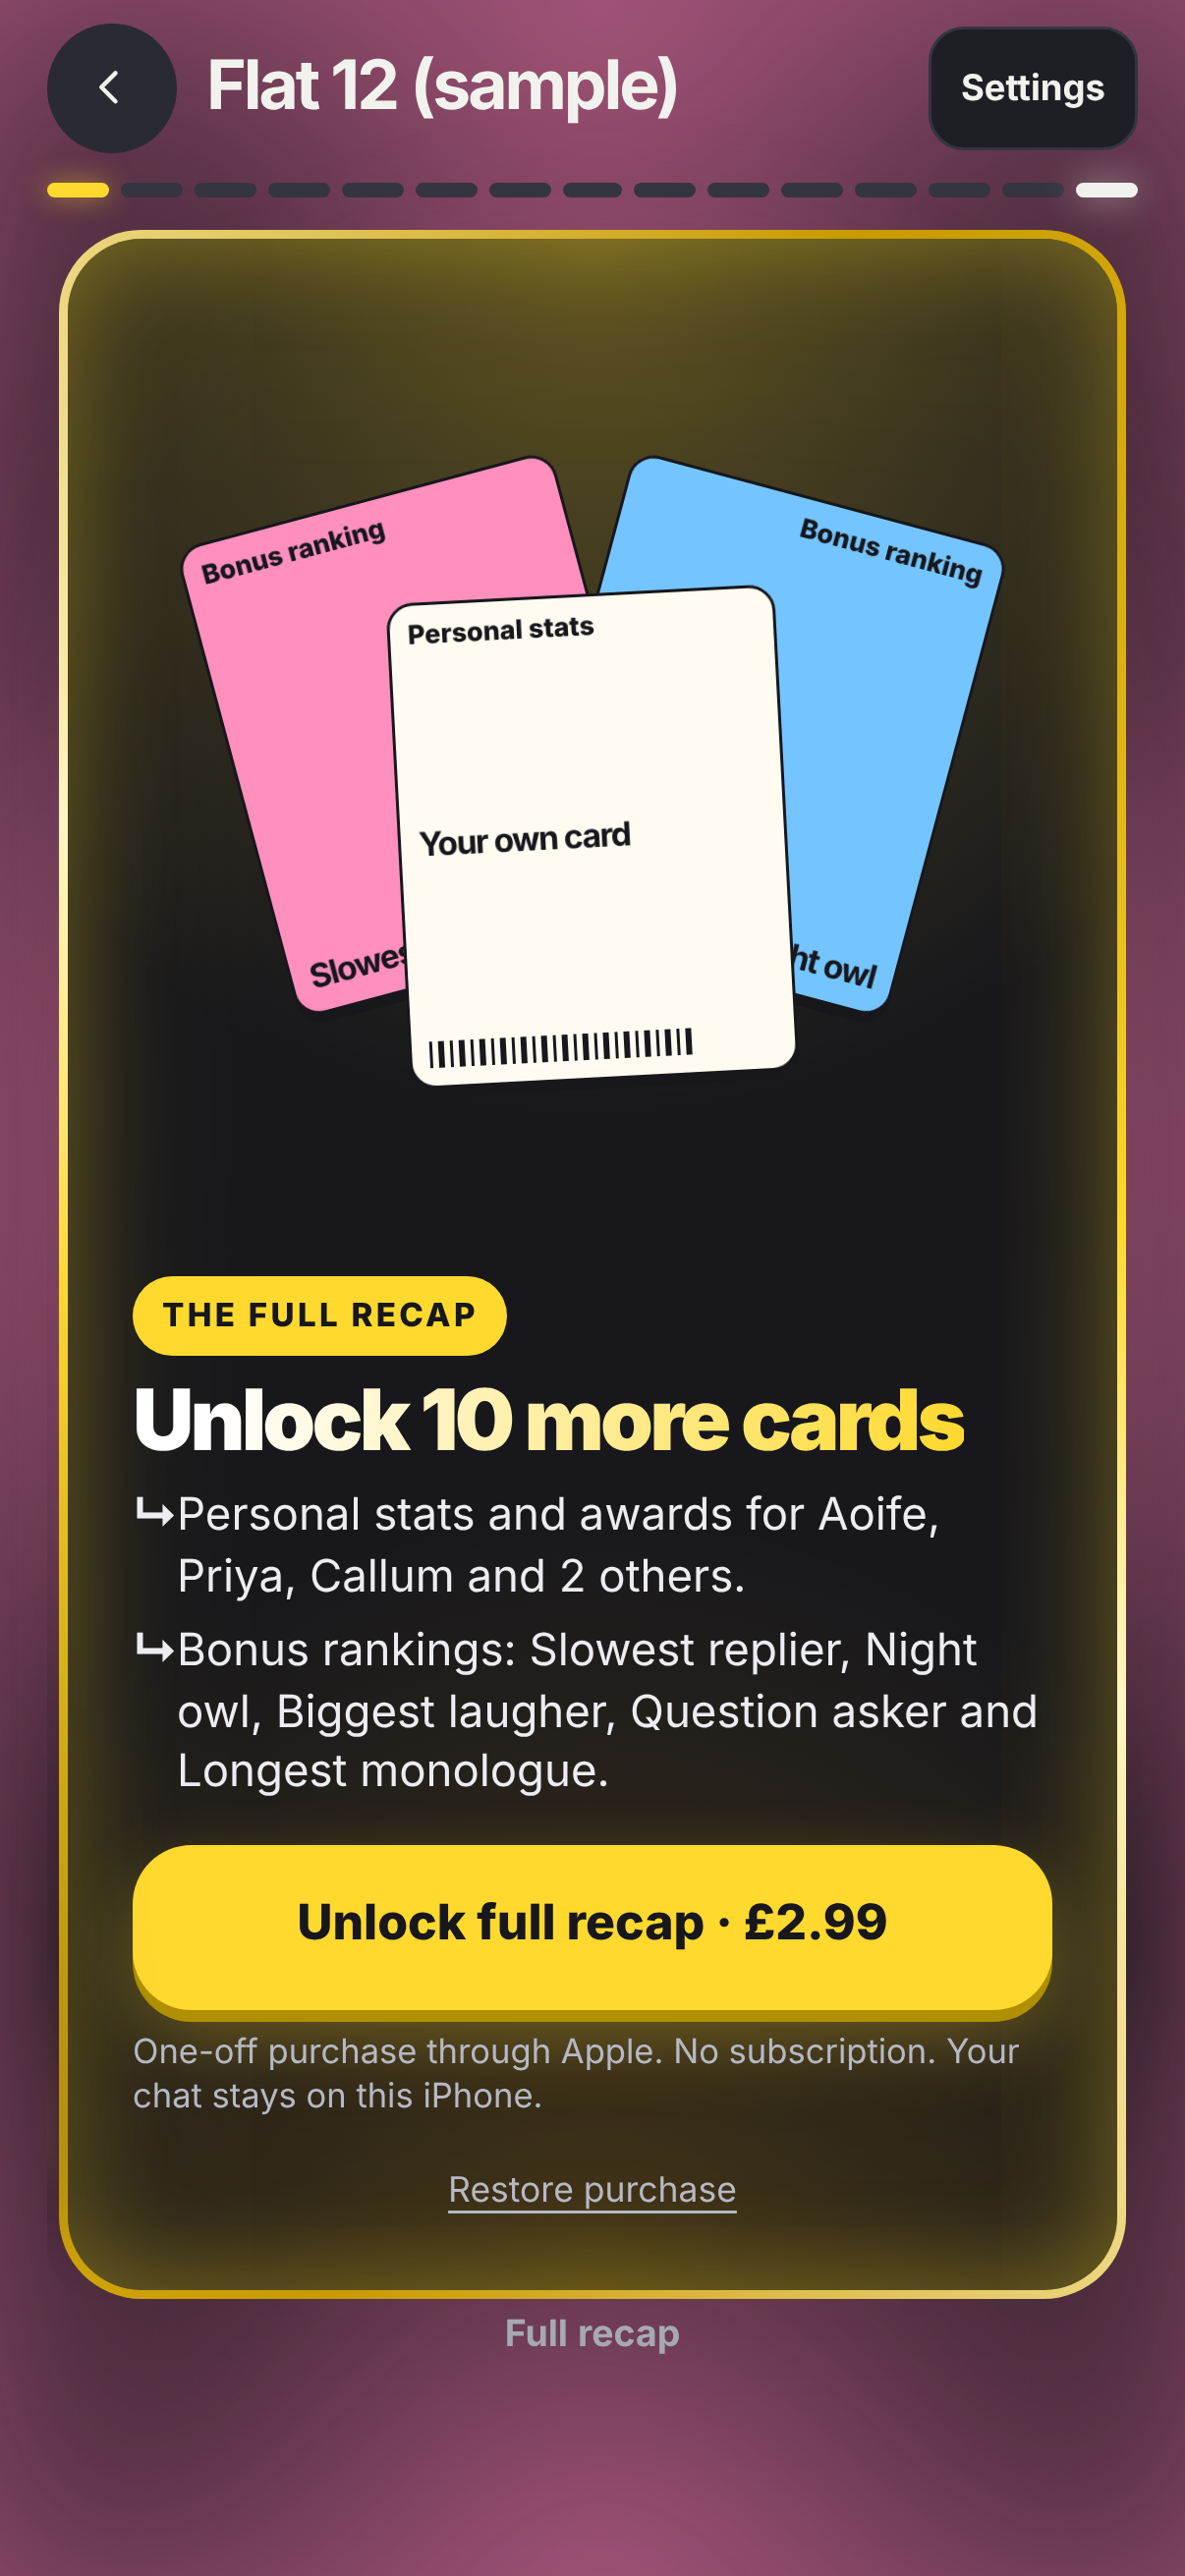 Flat 12 (sample)
Settings
Bonus ranking
Bonus ranking
Personal stats
Your own card
Slowes
ht owl
THE FULL RECAP
Unlock 10 more cards
Personal stats and awards for Aoife,
Priya, Callum and 2 others.
Bonus rankings: Slowest replier, Night
owl, Biggest laugher, Question asker and
Longest monologue.
Unlock full recap · £2.99
One-off purchase through Apple. No subscription. Your
chat stays on this iPhone.
Restore purchase
Full recap